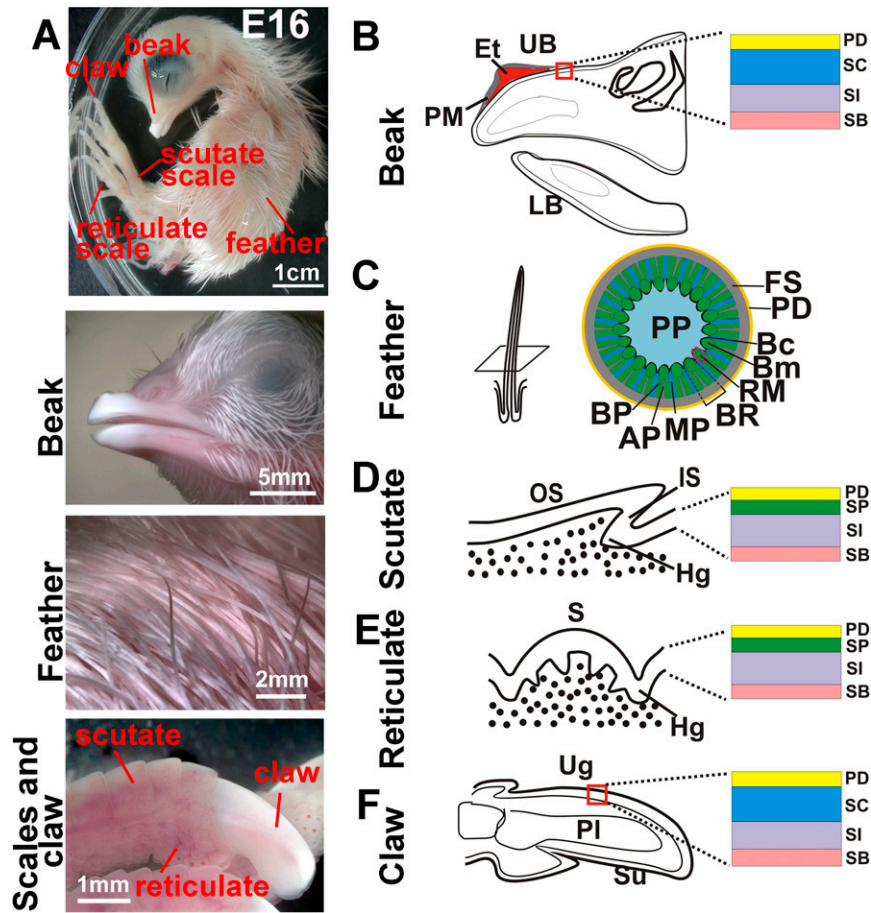 A
E16
beak
claw
scutate
scale
reticulate
scale
feather
1cm
Beak
5mm
Feather
2mm
Scales and
claw
scutate
claw
reticulate
1mm
B
Beak
Et
UB
PM
LB
PD
SC
SI
SB
C
Feather
PP
FS
PD
Bc
Bm
RM
BR
MP
AP
BP
D
Scutate
OS
IS
Hg
PD
SP
SI
SB
E
Reticulate
S
Hg
PD
SP
SI
SB
F
Claw
Ug
Pl
Su
PD
SC
SI
SB